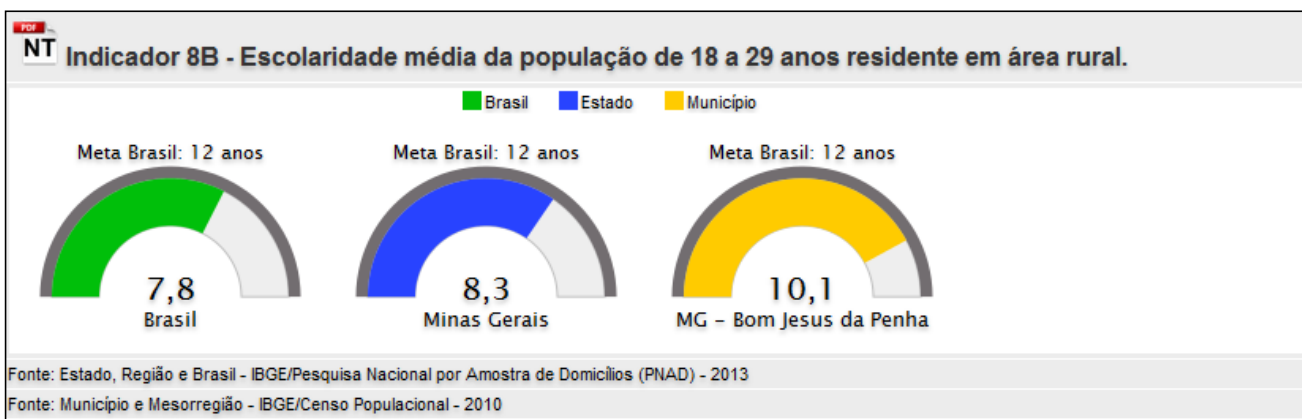 PDF
NT Indicador 8B - Escolaridade média da população de 18 a 29 anos residente em área rural.
Brasil Estado Município
Meta Brasil: 12 anos Meta Brasil: 12 anos Meta Brasil: 12 anos
7,8 8,3 10,1
Brasil Minas Gerais MG - Bom Jesus da Penha
Fonte: Estado, Região e Brasil - IBGE/Pesquisa Nacional por Amostra de Domicílios (PNAD) - 2013
Fonte: Município e Mesorregião - IBGE/Censo Populacional - 2010